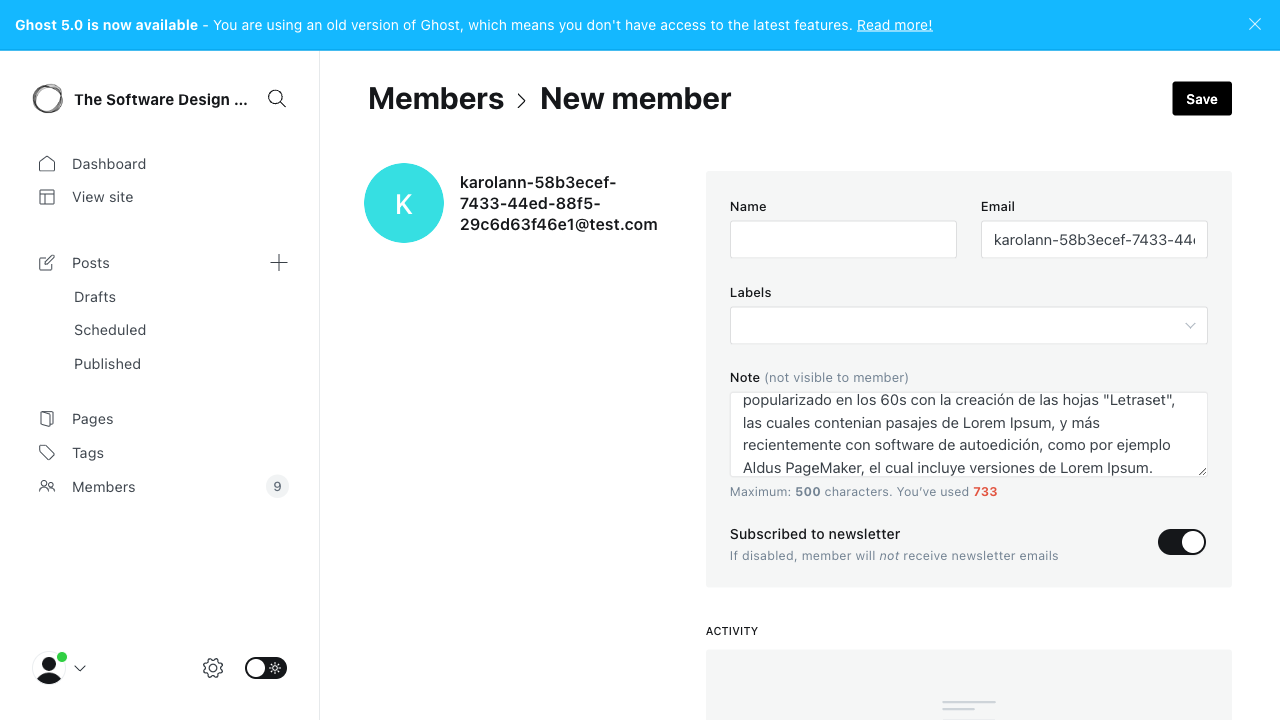 Ghost 5.0 is now available - You are using an old version of Ghost, which means you don't have access to the latest features. Read more!
The Software Design ...
Dashboard
View site
Posts
Drafts
Scheduled
Published
Pages
Tags
Members
9
Members
New member
Save
K
karolann-58b3ecef-
7433-44ed-88f5-
29c6d63f46e1@test.com
Name
Email
karolann-58b3ecef-7433-44
Labels
Note (not visible to member)
popularizado en los 60s con la creación de las hojas "Letraset",
las cuales contenian pasajes de Lorem Ipsum, y más
recientemente con software de autoedición, como por ejemplo
Aldus PageMaker, el cual incluye versiones de Lorem Ipsum.
Maximum: 500 characters. You've used 733
Subscribed to newsletter
If disabled, member will not receive newsletter emails
ACTIVITY